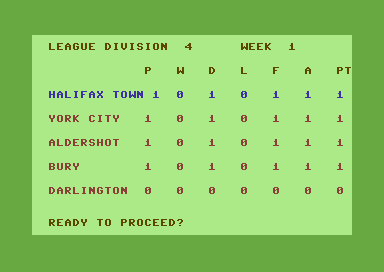 LEAGUE DIVISION 4 WEEK 1
P W D L F A PT
HALIFAX TOWN 1 0 1 0 1 1 1
YORK CITY 1 0 1 0 1 1 1
ALDERSHOT 1 0 1 0 1 1 1
BURY 1 0 1 0 1 1 1
DARLINGTON 0 0 0 0 0 0 0
READY TO PROCEED?